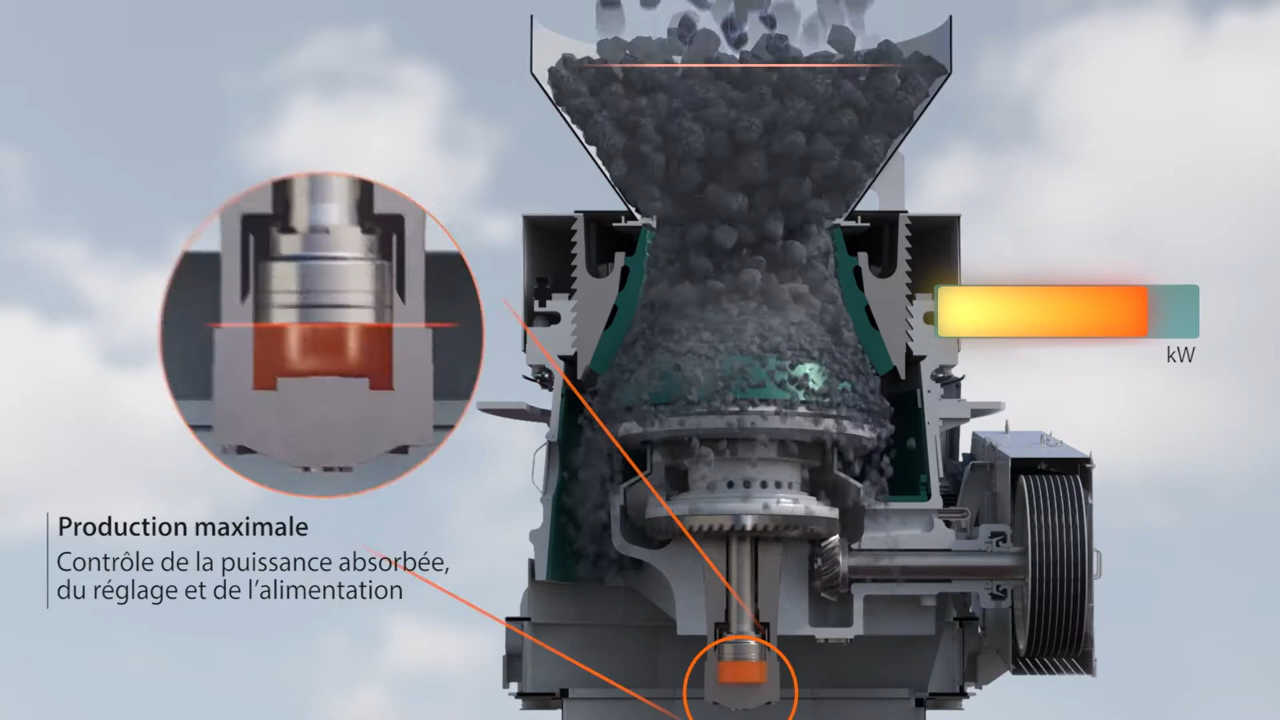 kW
Production maximale
Contrôle de la puissance absorbée,
du réglage et de l’alimentation